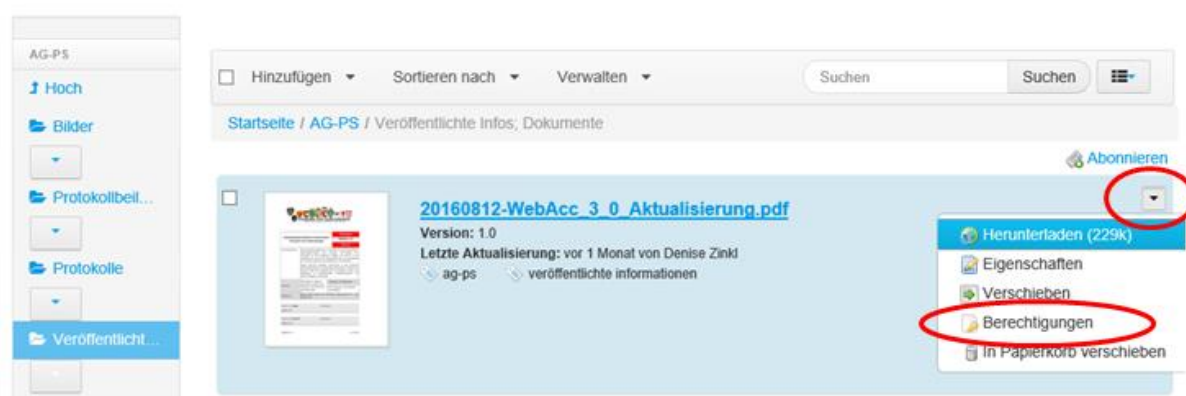 AG-PS
Hoch
Bilder
Protokollbeil...
Protokolle
Veröffentlicht...
Hinzufügen Sortieren nach Verwalten Suchen Suchen
Startseite / AG-PS / Veröffentlichte Infos; Dokumente
Abonnieren
20160812-WebAcc_3_0_Aktualisierung.pdf
Version: 1.0
Letzte Aktualisierung: vor 1 Monat von Denise Zinkl
ag-ps veröffentlichte informationen
Herunterladen (229k)
Eigenschaften
Verschieben
Berechtigungen
In Papierkorb verschieben